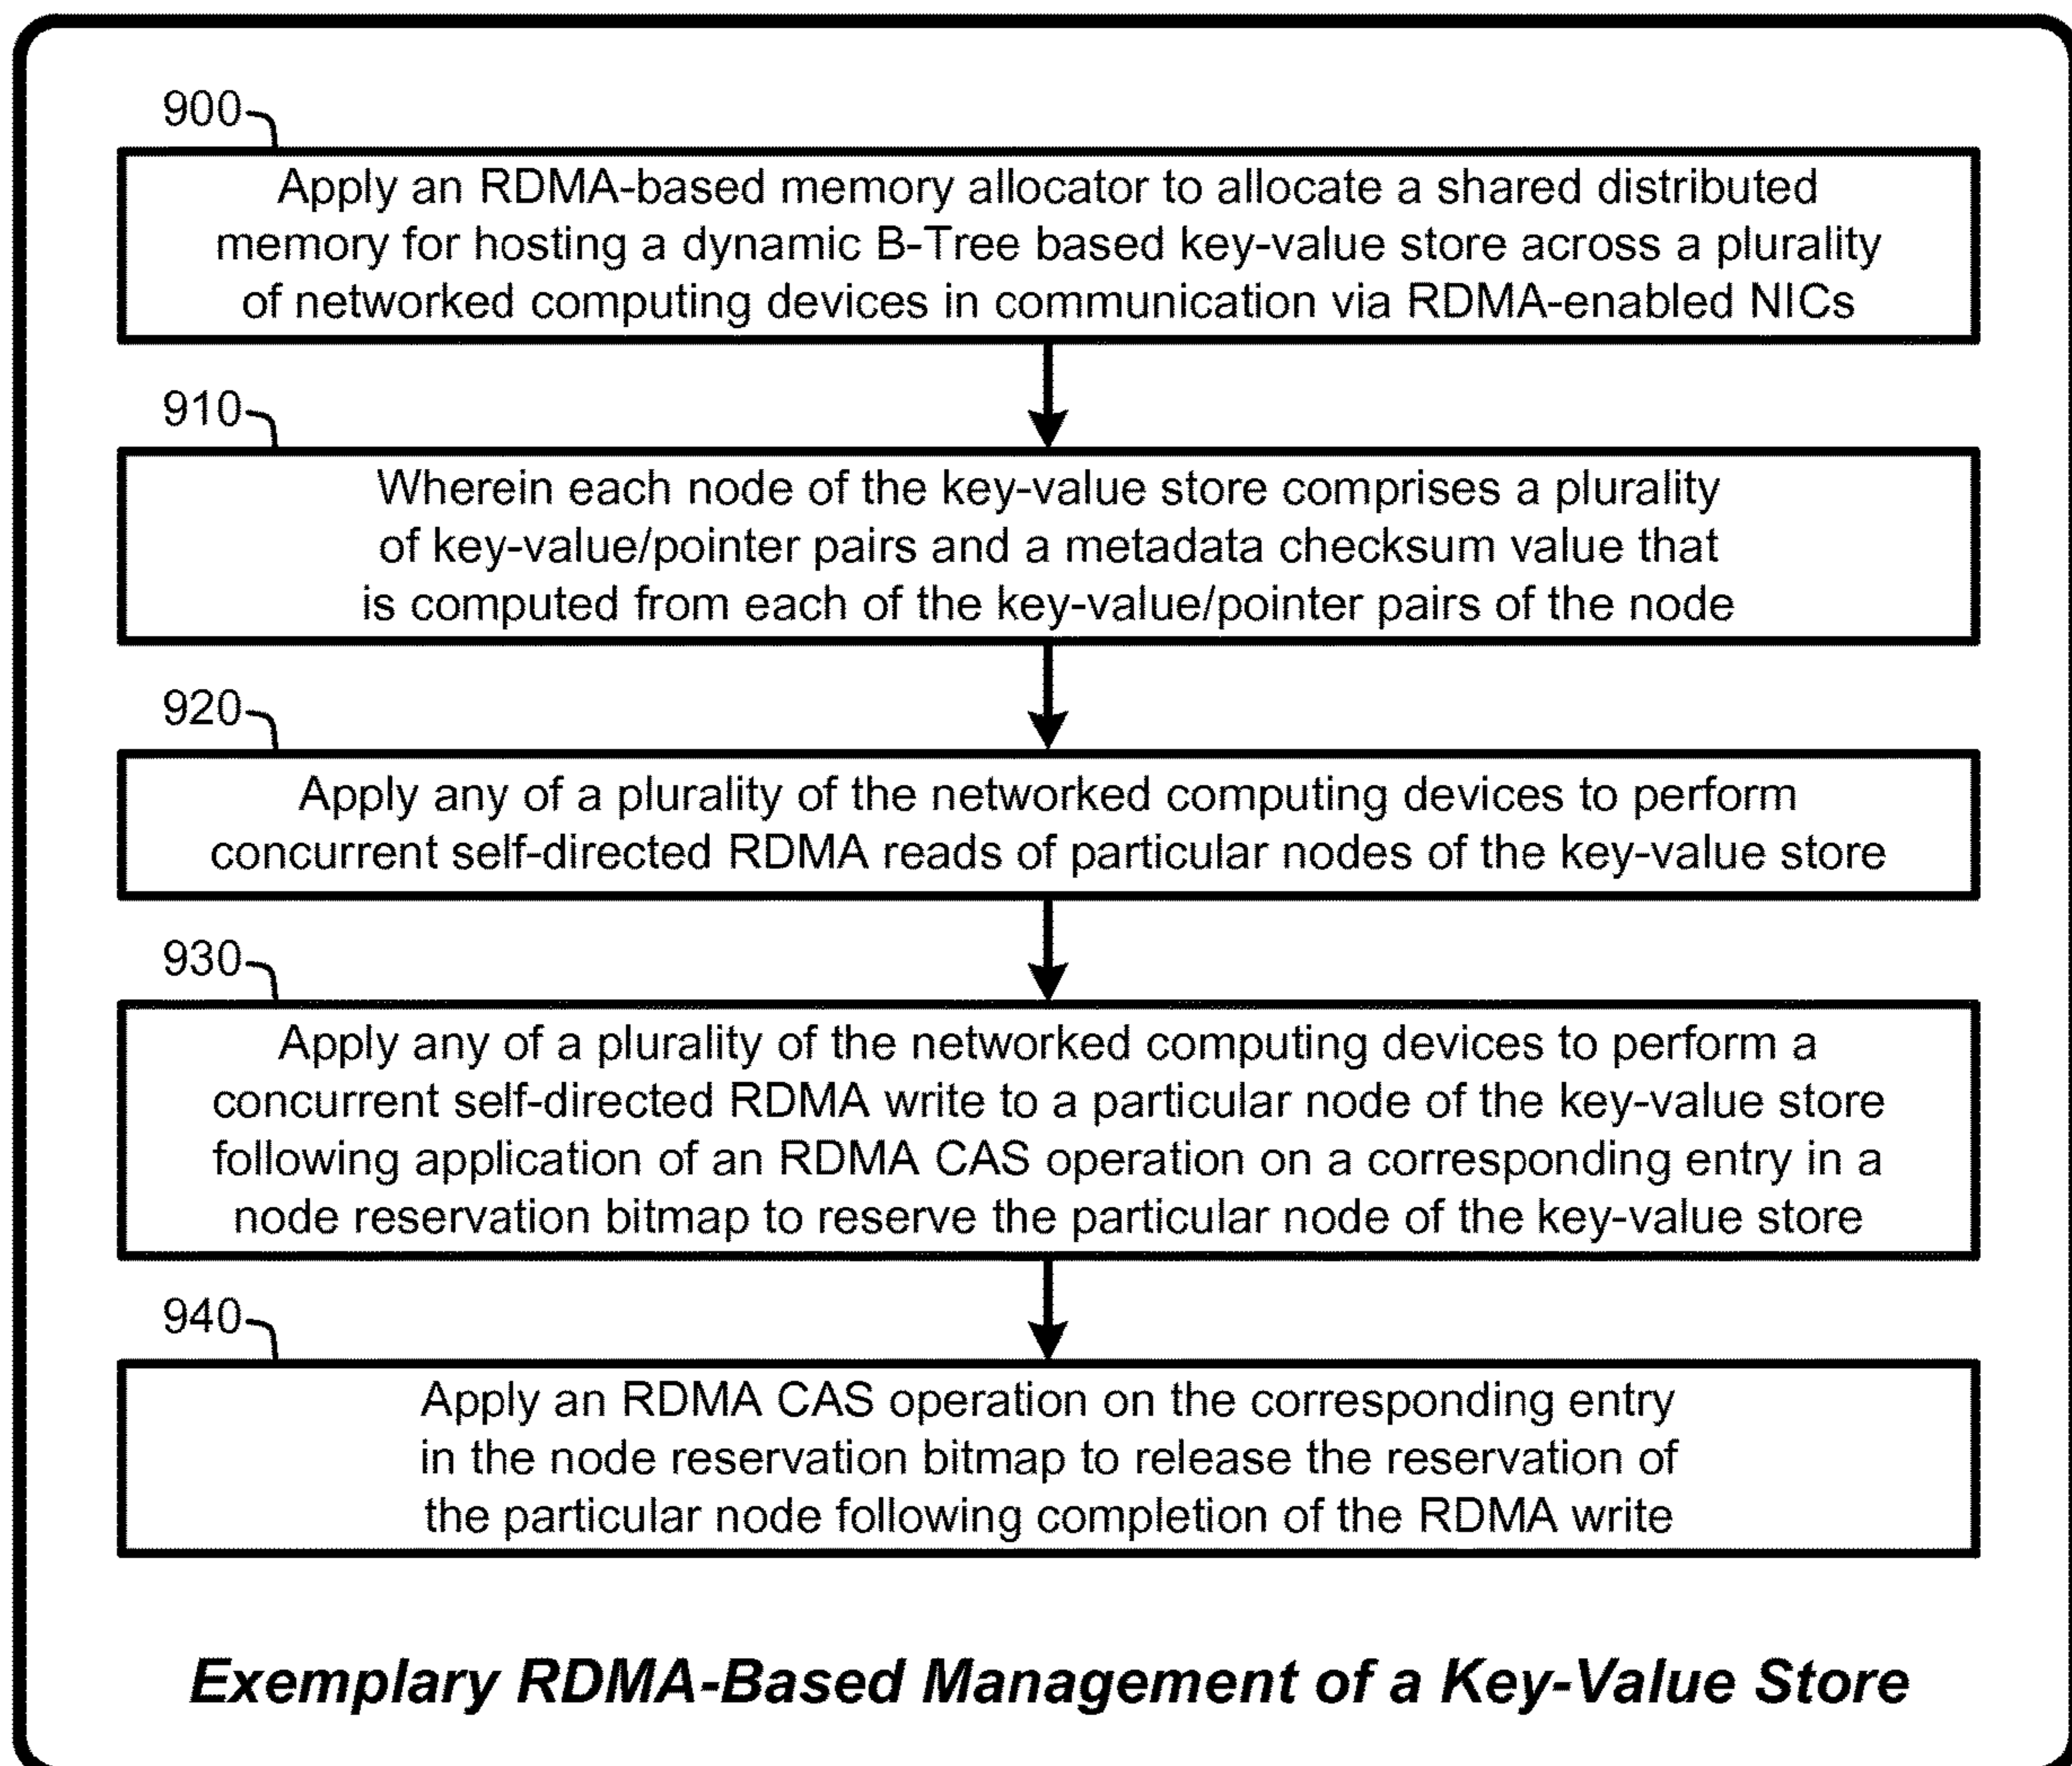 900
Apply an RDMA-based memory allocator to allocate a shared distributed
memory for hosting a dynamic B-Tree based key-value store across a plurality
of networked computing devices in communication via RDMA-enabled NICs
910
Wherein each node of the key-value store comprises a plurality
of key-value/pointer pairs and a metadata checksum value that
is computed from each of the key-value/pointer pairs of the node
920
Apply any of a plurality of the networked computing devices to perform
concurrent self-directed RDMA reads of particular nodes of the key-value store
930
Apply any of a plurality of the networked computing devices to perform a
concurrent self-directed RDMA write to a particular node of the key-value store
following application of an RDMA CAS operation on a corresponding entry in a
node reservation bitmap to reserve the particular node of the key-value store
940
Apply an RDMA CAS operation on the corresponding entry
in the node reservation bitmap to release the reservation of
the particular node following completion of the RDMA write
Exemplary RDMA-Based Management of a Key-Value Store